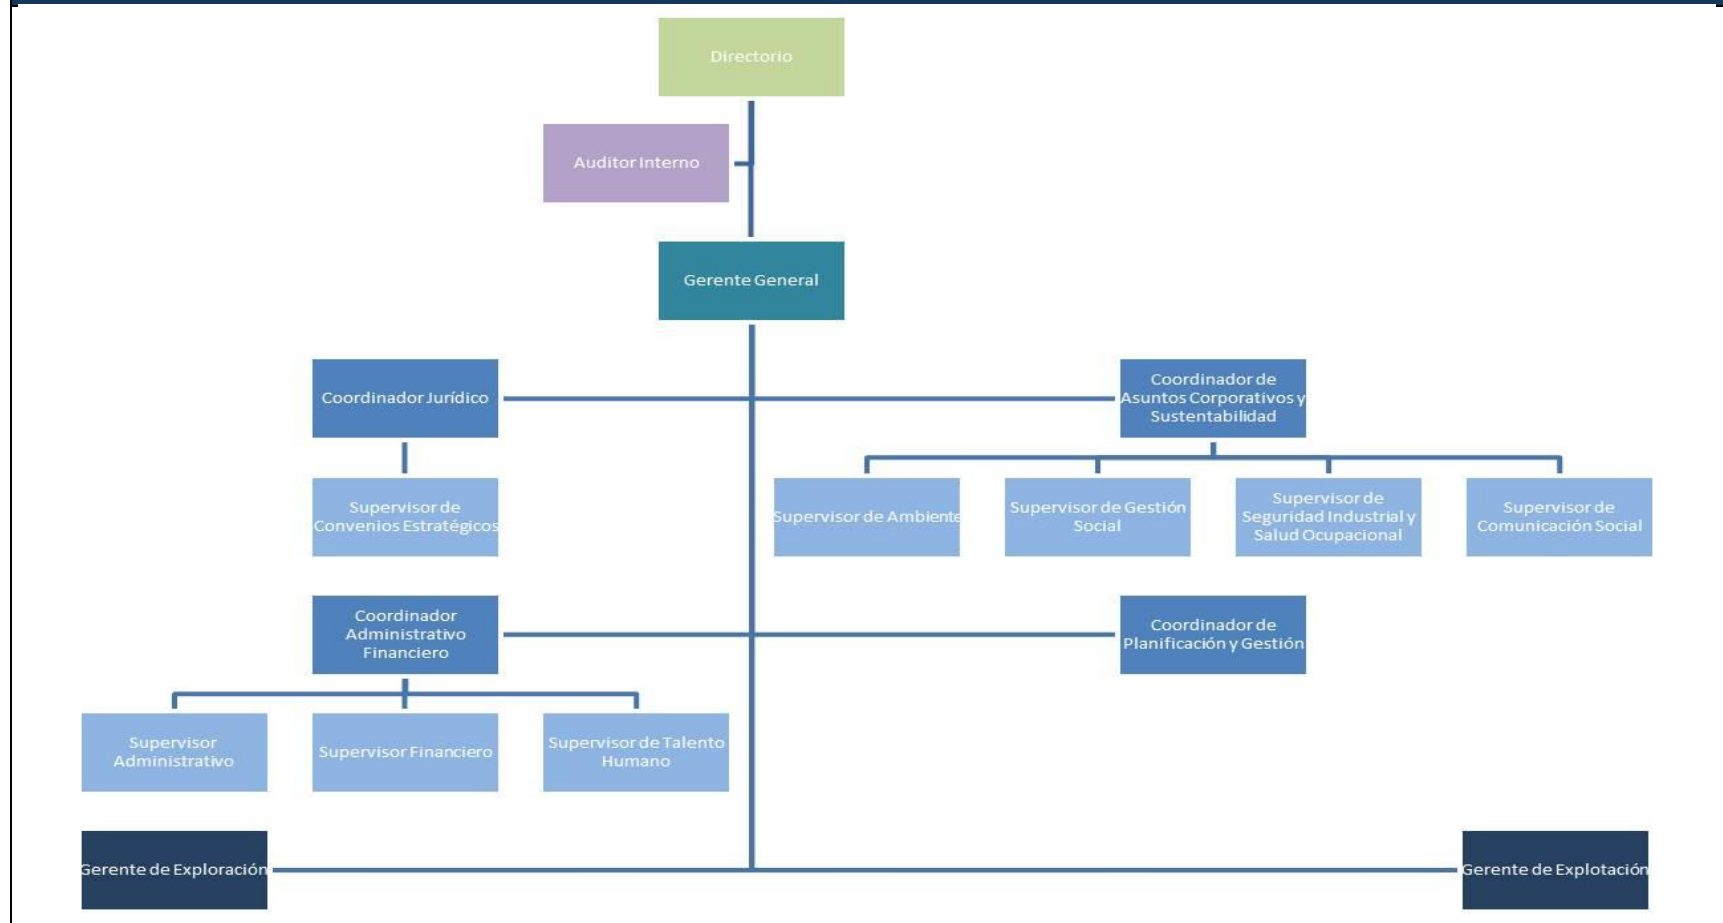 Directorio
Auditor Interno
Gerente General
Coordinador Jurídico
Coordinador de
Asuntos Corporativos y
Sustentabilidad
Supervisor de
Convenios Estratégicos
Supervisor de Ambiente
Supervisor de Gestión
Social
Supervisor de
Seguridad Industrial y
Salud Ocupacional
Supervisor de
Comunicación Social
Coordinador
Administrativo
Financiero
Coordinador de
Planificación y Gestión
Supervisor
Administrativo
Supervisor Financiero
Supervisor de Talento
Humano
Gerente de Exploración
Gerente de Explotación